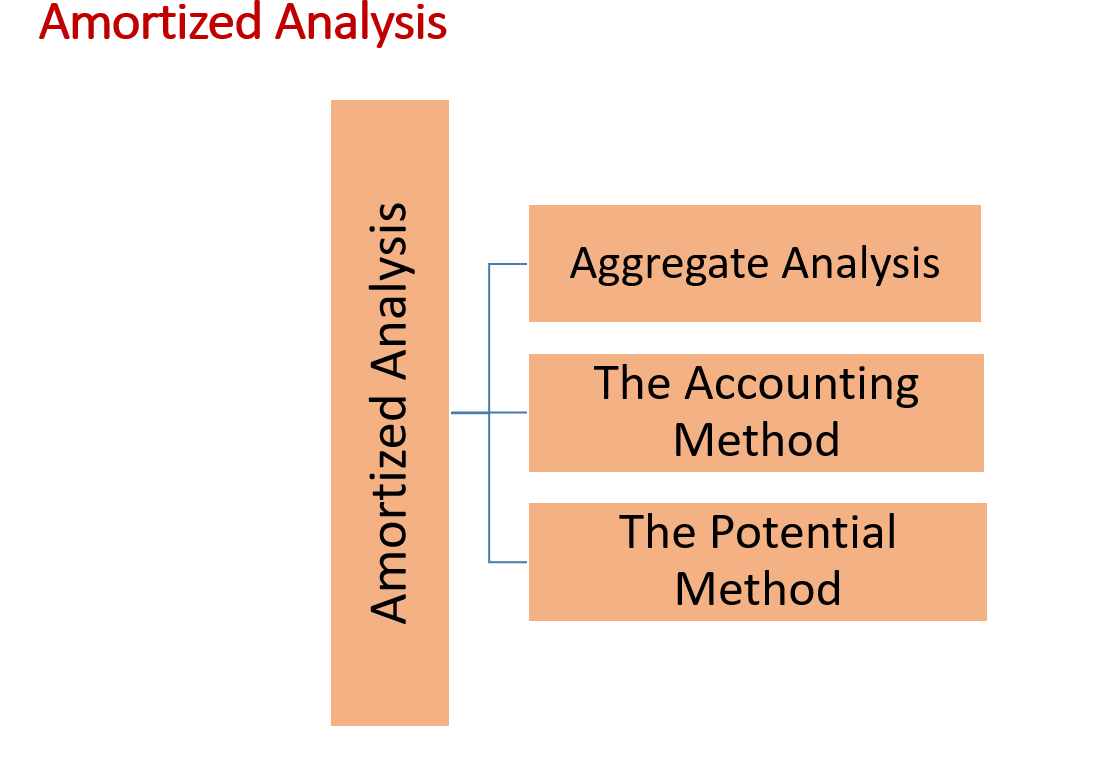 Amortized Analysis
Amortized Analysis
Aggregate Analysis
The Accounting
Method
The Potential
Method